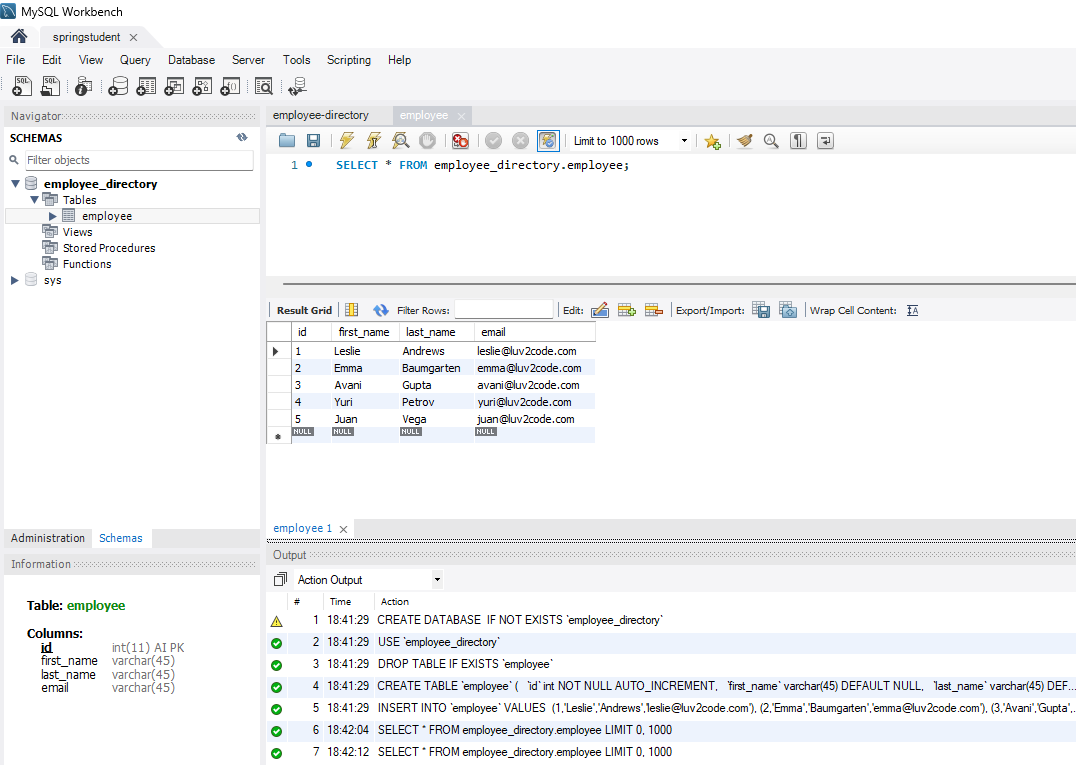 MySQL Workbench
springstudent
File Edit View Query Database Server Tools Scripting Help
Navigator
SCHEMAS
Filter objects
employee_directory
Tables
employee
Views
Stored Procedures
Functions
sys
Administration Schemas
Information
Table: employee
Columns:
id int(11) AI PK
first_name varchar(45)
last_name varchar(45)
email varchar(45)
employee-directory employee
Limit to 1000 rows
1 SELECT * FROM employee_directory.employee;
Result Grid Filter Rows: Edit: Export/Import: Wrap Cell Content:
id first_name last_name email
1 Leslie Andrews leslie@luv2code.com
2 Emma Baumgarten emma@luv2code.com
3 Avani Gupta avani@luv2code.com
4 Yuri Petrov yuri@luv2code.com
5 Juan Vega juan@luv2code.com
NULL NULL NULL NULL
employee 1
Output
Action Output
# Time Action
1 18:41:29 CREATE DATABASE IF NOT EXISTS `employee_directory`
2 18:41:29 USE `employee_directory`
3 18:41:29 DROP TABLE IF EXISTS `employee`
4 18:41:29 CREATE TABLE `employee` ( `id` int NOT NULL AUTO_INCREMENT, `first_name` varchar(45) DEFAULT NULL, `last_name` varchar(45) DEF...
5 18:41:29 INSERT INTO `employee` VALUES (1,'Leslie','Andrews','leslie@luv2code.com'), (2,'Emma','Baumgarten','emma@luv2code.com'), (3,'Avani','Gupta',...
6 18:42:04 SELECT * FROM employee_directory.employee LIMIT 0, 1000
7 18:42:12 SELECT * FROM employee_directory.employee LIMIT 0, 1000